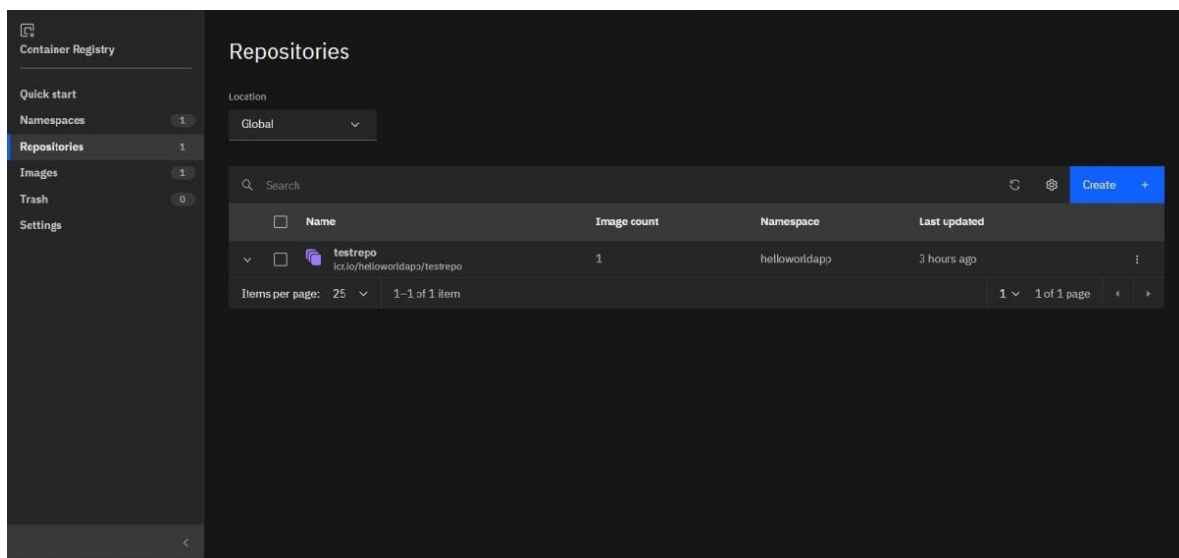 Container Registry
Quick start
Namespaces 1
Repositories 1
Images 1
Trash 0
Settings
Repositories
Location
Global
Search
Create +
Name Image count Namespace Last updated
testrepo
icr.io/helloworldapp/testrepo
1 helloworldapp 3 hours ago
Items per page: 25 1–1 of 1 item 1 1 of 1 page